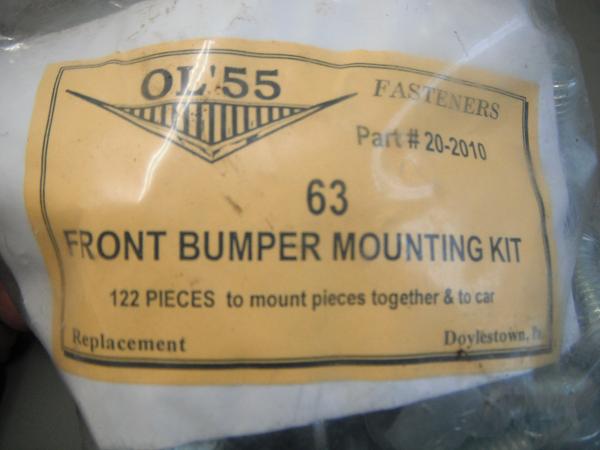 OL'55
FASTENERS
Part # 20-2010
63
FRONT BUMPER MOUNTING KIT
122 PIECES to mount pieces together & to car
Replacement
Doylestown, Pa